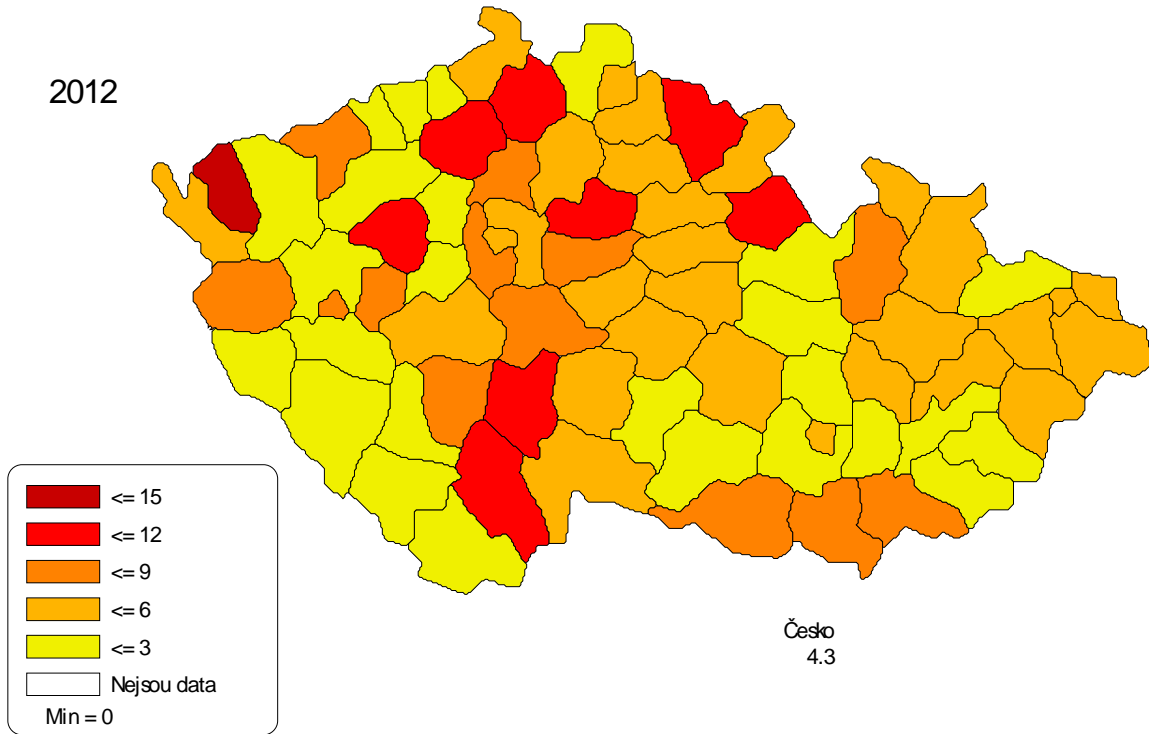 2012
<= 15
<= 12
<= 9
<= 6
<= 3
Nejsou data
Min = 0
Česko
4.3